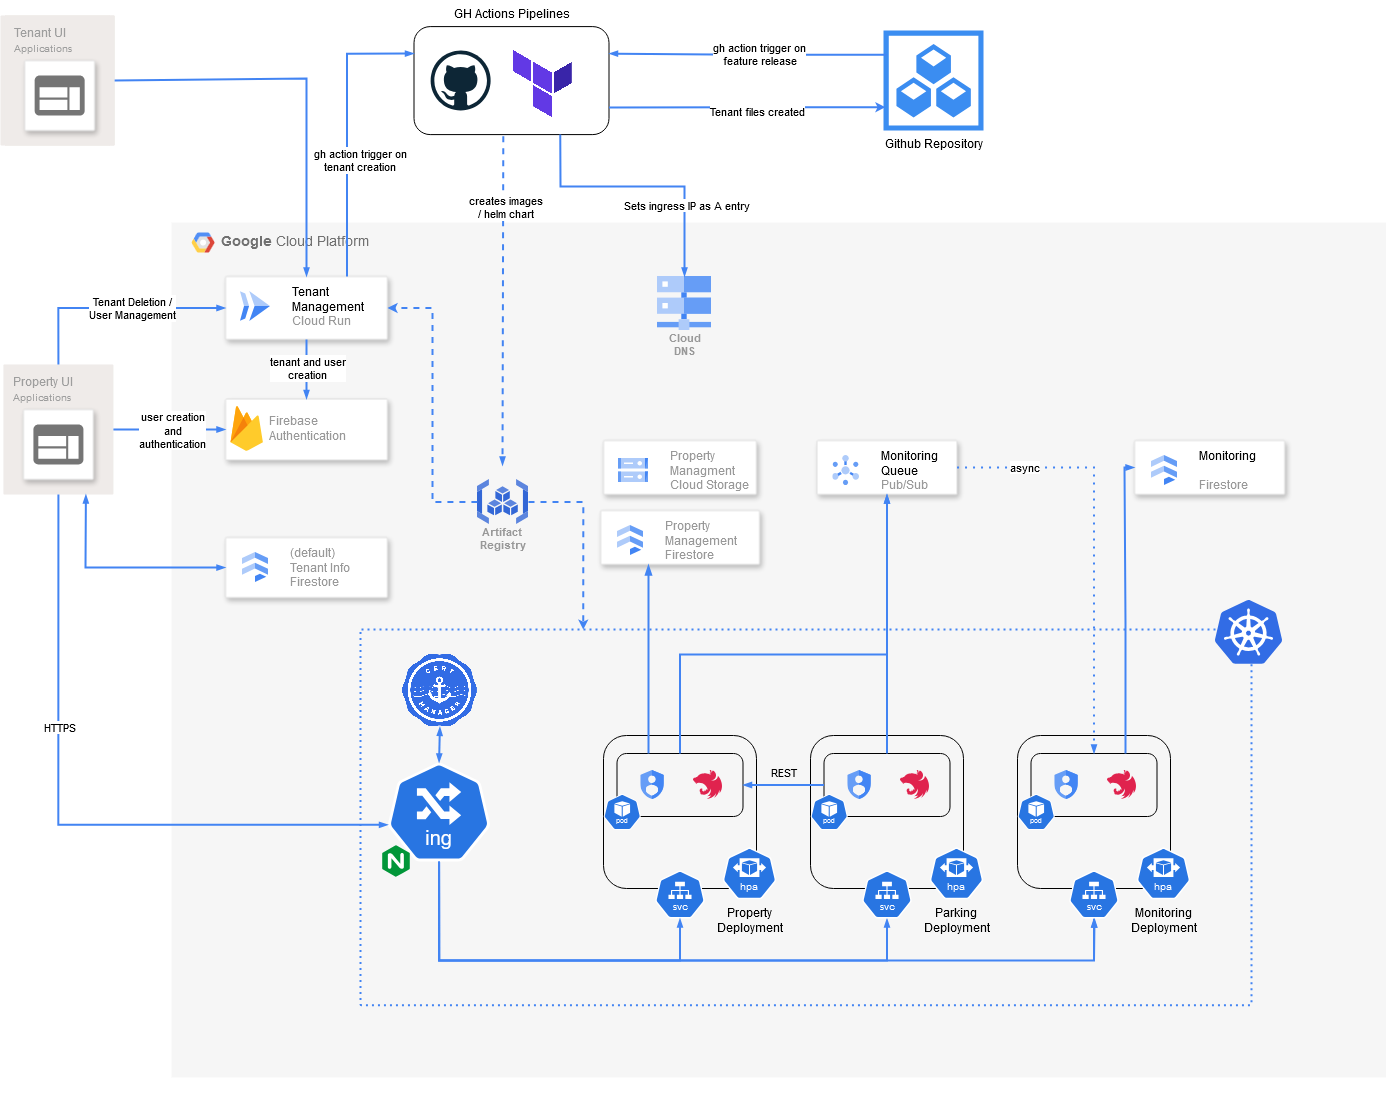 GH Actions Pipelines
Tenant UI
Applications
gh action trigger on
feature release
Tenant files created
Github Repository
gh action trigger on
tenant creation
creates images
/ helm chart
Sets ingress IP as A entry
Google Cloud Platform
Tenant
Management
Cloud Run
Tenant Deletion /
User Management
Cloud
DNS
tenant and user
creation
Property UI
Applications
user creation
and
authentication
Firebase
Authentication
Property
Managment
Cloud Storage
Monitoring
Queue
Pub/Sub
async
Monitoring
Firestore
Artifact
Registry
Property
Management
Firestore
(default)
Tenant Info
Firestore
CERT
MANAGER
HTTPS
REST
ing
N
pod
pod
pod
hpa
hpa
hpa
svc
svc
svc
Property
Deployment
Parking
Deployment
Monitoring
Deployment